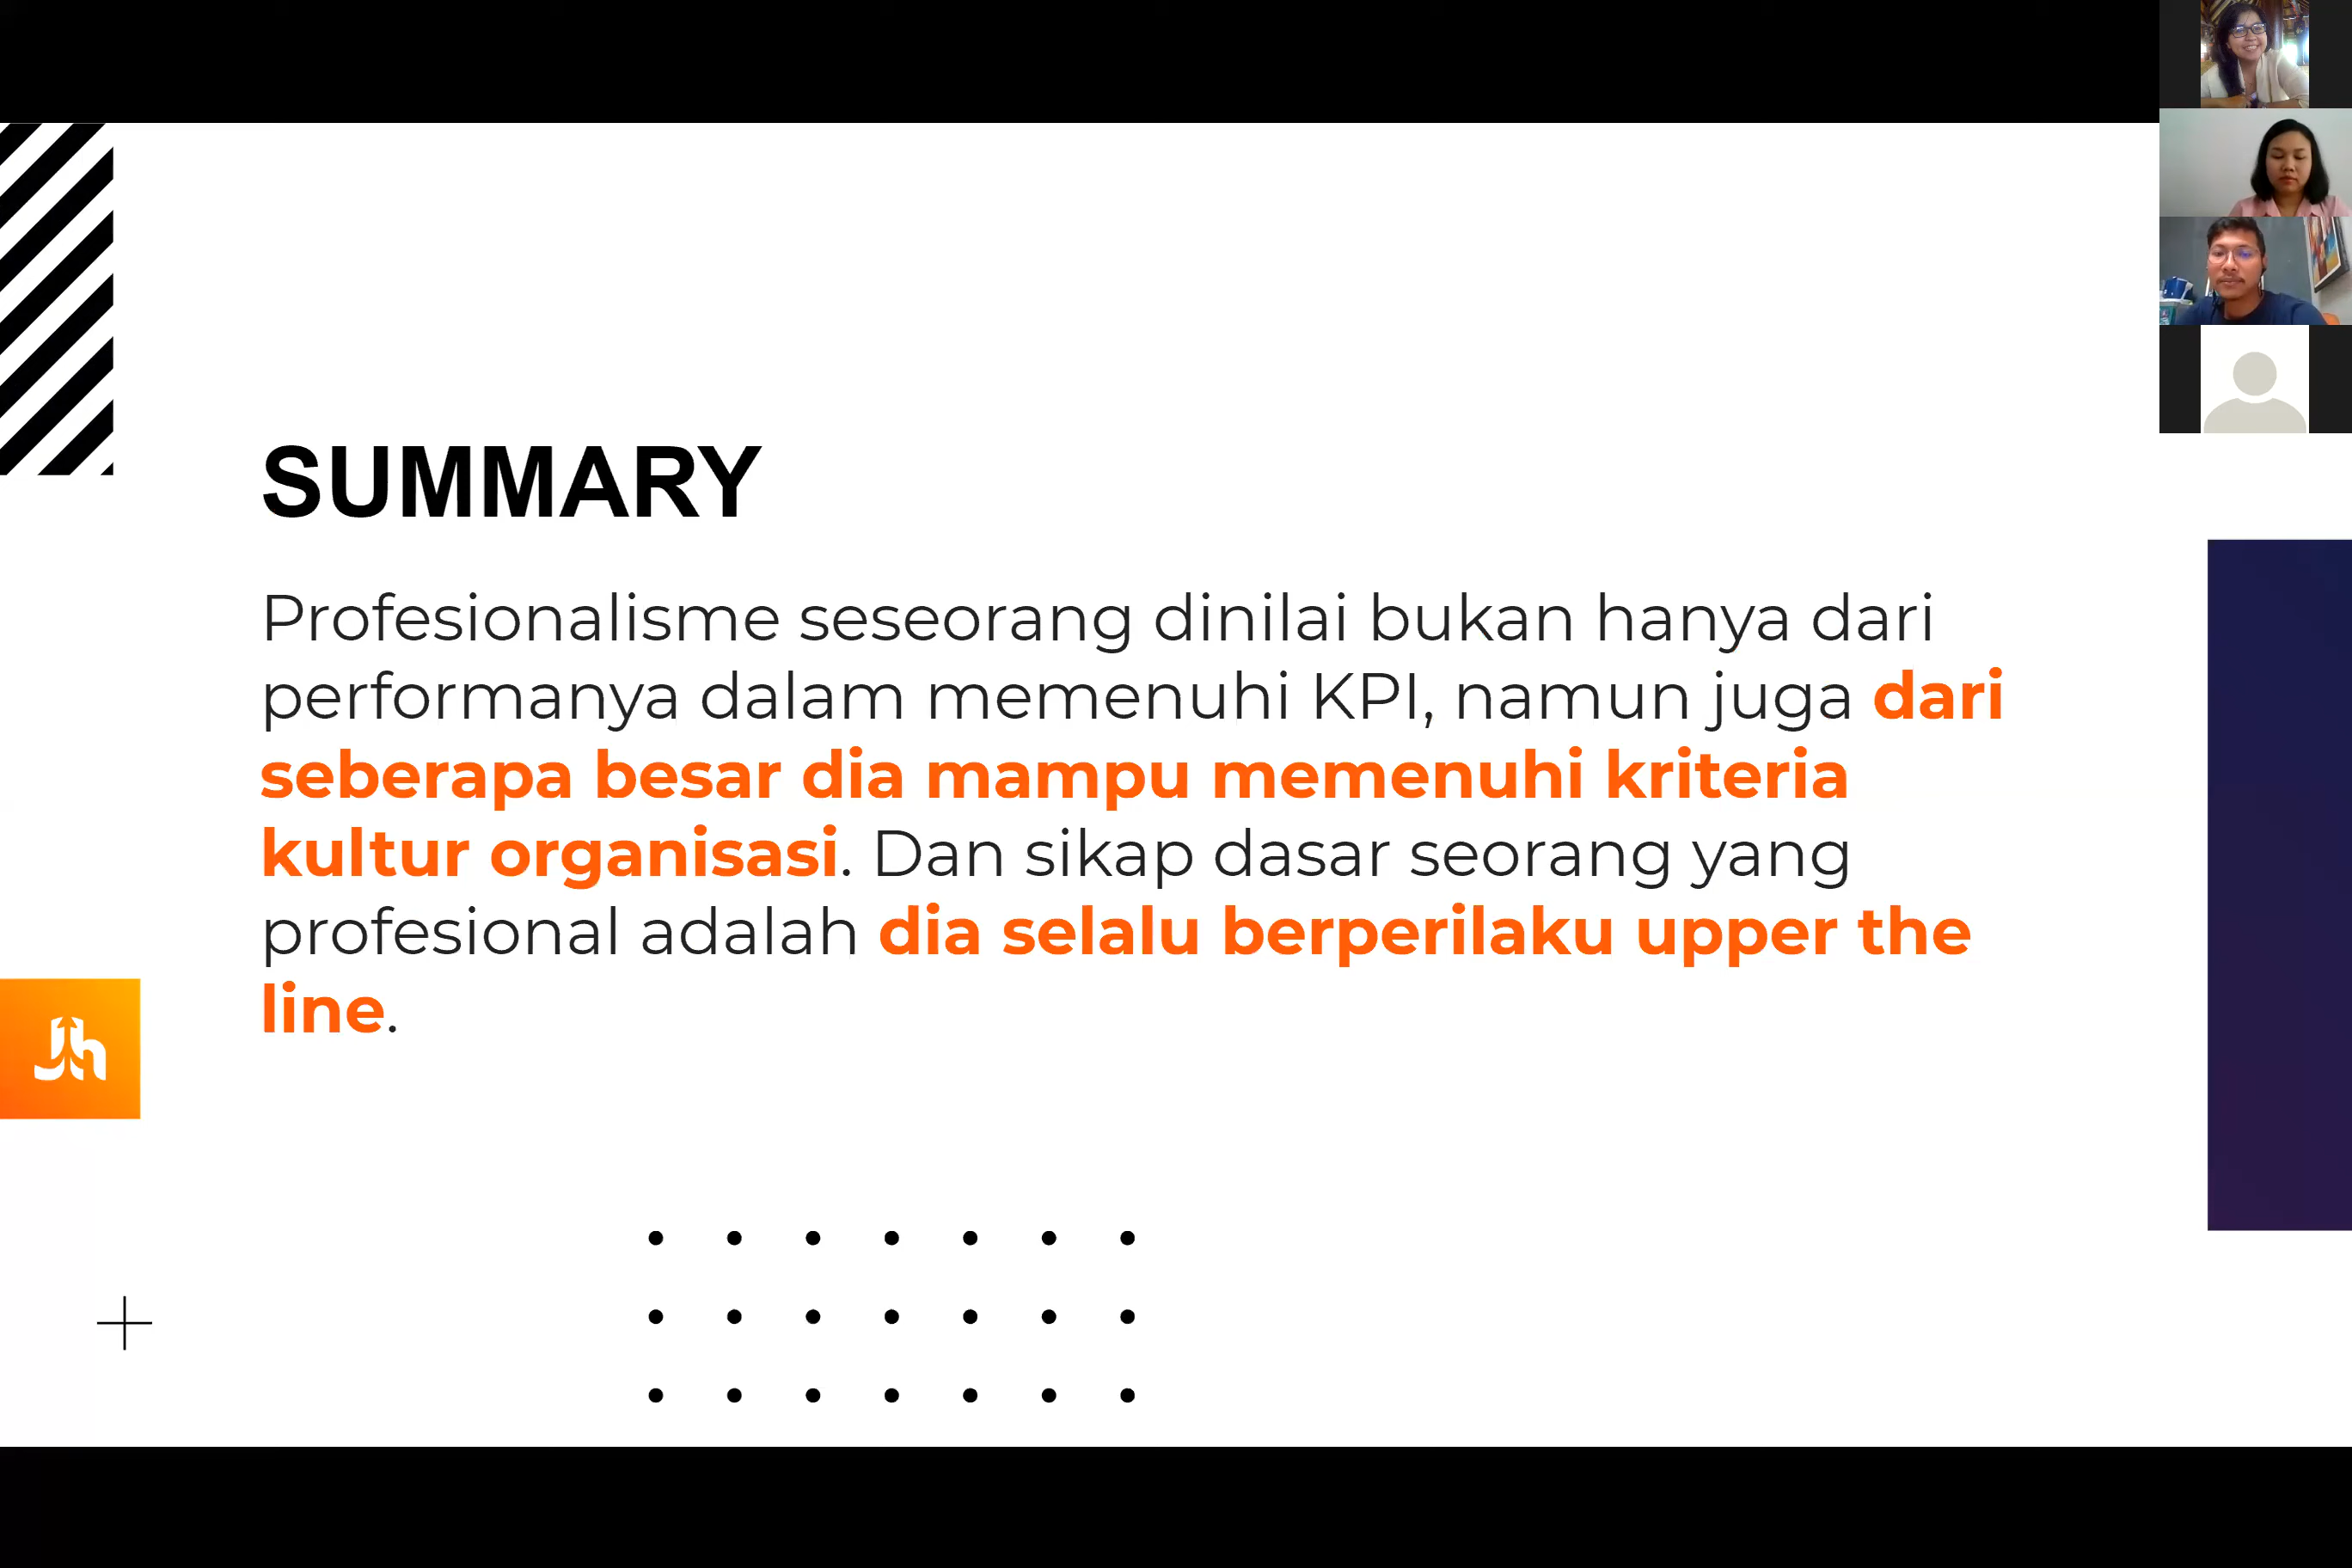 SUMMARY
Profesionalisme seseorang dinilai bukan hanya dari
performanya dalam memenuhi KPI, namun juga dari
seberapa besar dia mampu memenuhi kriteria
kultur organisasi. Dan sikap dasar seorang yang
profesional adalah dia selalu berperilaku upper the
line.